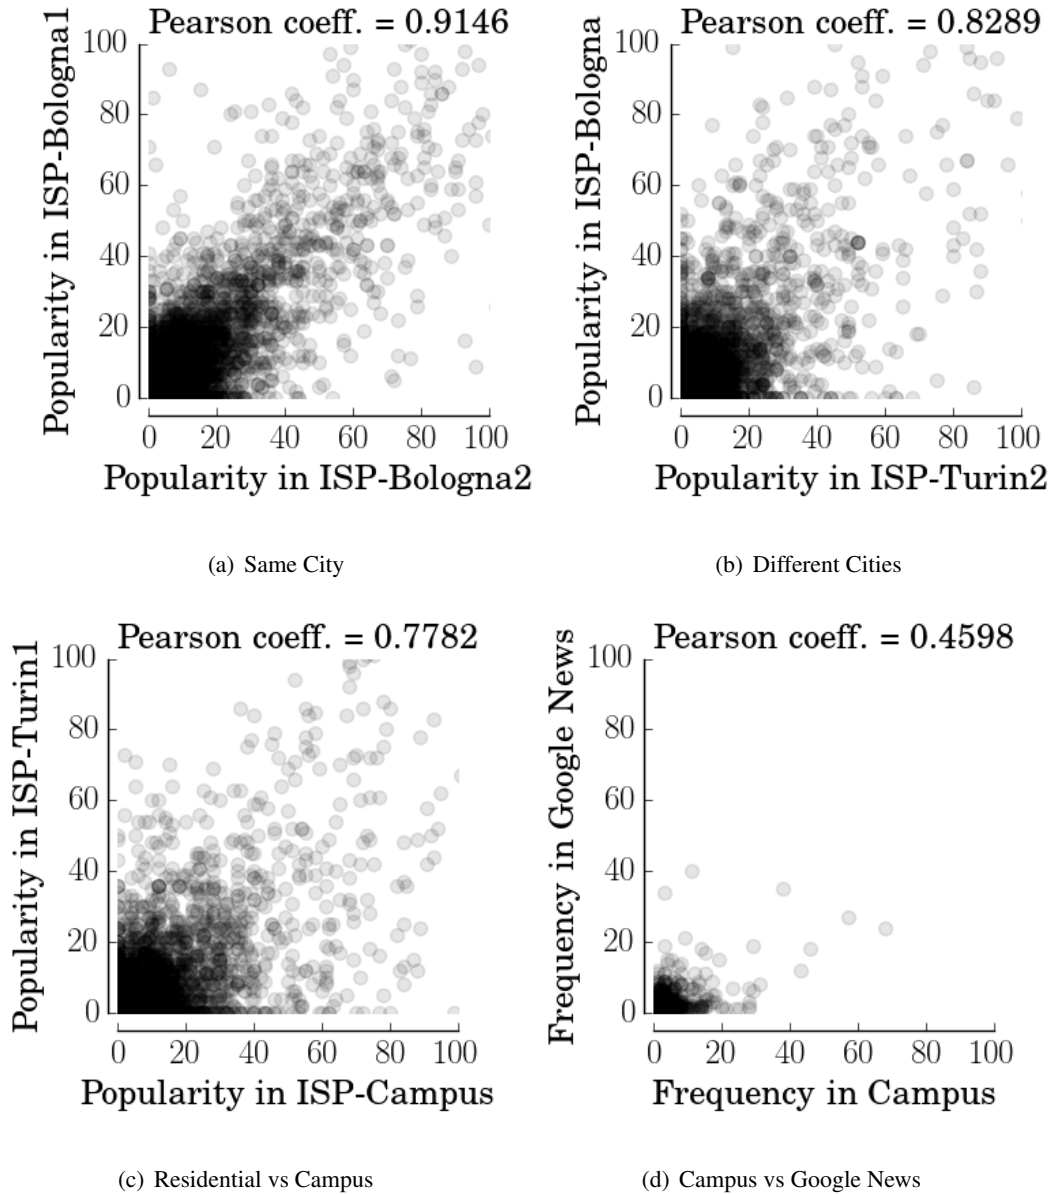 Pearson coeff. = 0.9146
Popularity in ISP-Bologna1
100
80
60
40
20
0
0 20 40 60 80 100
Popularity in ISP-Bologna2
(a) Same City
Pearson coeff. = 0.8289
Popularity in ISP-Bologna
100
80
60
40
20
0
0 20 40 60 80 100
Popularity in ISP-Turin2
(b) Different Cities
Pearson coeff. = 0.7782
Popularity in ISP-Turin1
100
80
60
40
20
0
0 20 40 60 80 100
Popularity in ISP-Campus
(c) Residential vs Campus
Pearson coeff. = 0.4598
Frequency in Google News
100
80
60
40
20
0
0 20 40 60 80 100
Frequency in Campus
(d) Campus vs Google News